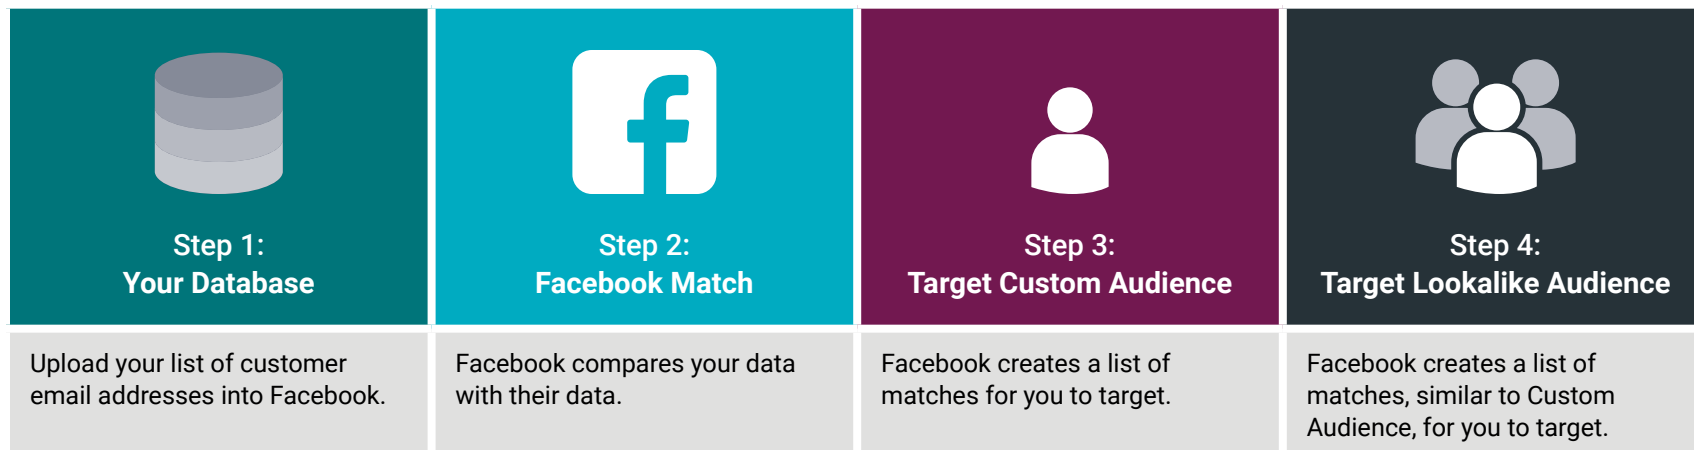 Step 1:
Your Database
Upload your list of customer
email addresses into Facebook.
Step 2:
Facebook Match
Facebook compares your data
with their data.
Step 3:
Target Custom Audience
Facebook creates a list of
matches for you to target.
Step 4:
Target Lookalike Audience
Facebook creates a list of
matches, similar to Custom
Audience, for you to target.